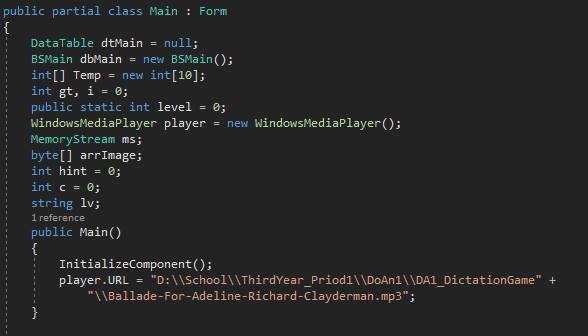 public partial class Main : Form
{
DataTable dtMain = null;
BSMain dbMain = new BSMain();
int[] Temp = new int[10];
int gt, i = 0;
public static int level = 0;
WindowsMediaPlayer player = new WindowsMediaPlayer();
MemoryStream ms;
byte[] arrImage;
int hint = 0;
int c = 0;
string lv;
1 reference
public Main()
{
InitializeComponent();
player.URL = "D:\\School\\ThirdYear_Priod1\\DoAn1\\DA1_DictationGame" +
"\\Ballade-For-Adeline-Richard-Clayderman.mp3";
}